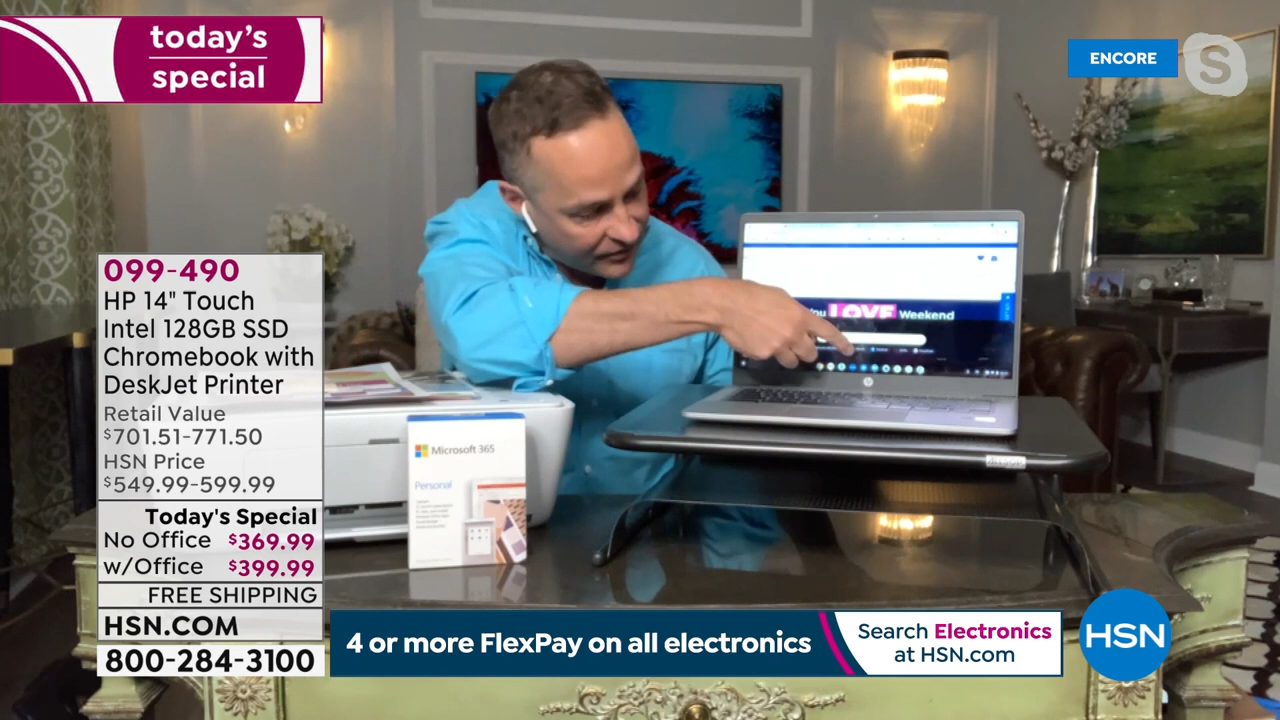 today's
special
ENCORE
S
099-490
HP 14" Touch
Intel 128GB SSD
Chromebook with
DeskJet Printer
Retail Value
$701.51-771.50
HSN Price
$549.99-599.99
Today's Special
No Office $369.99
w/Office $399.99
FREE SHIPPING
HSN.COM
800-284-3100
You LOVE Weekend
hp
Microsoft 365
Personal
4 or more FlexPay on all electronics
Search Electronics
at HSN.com
HSN